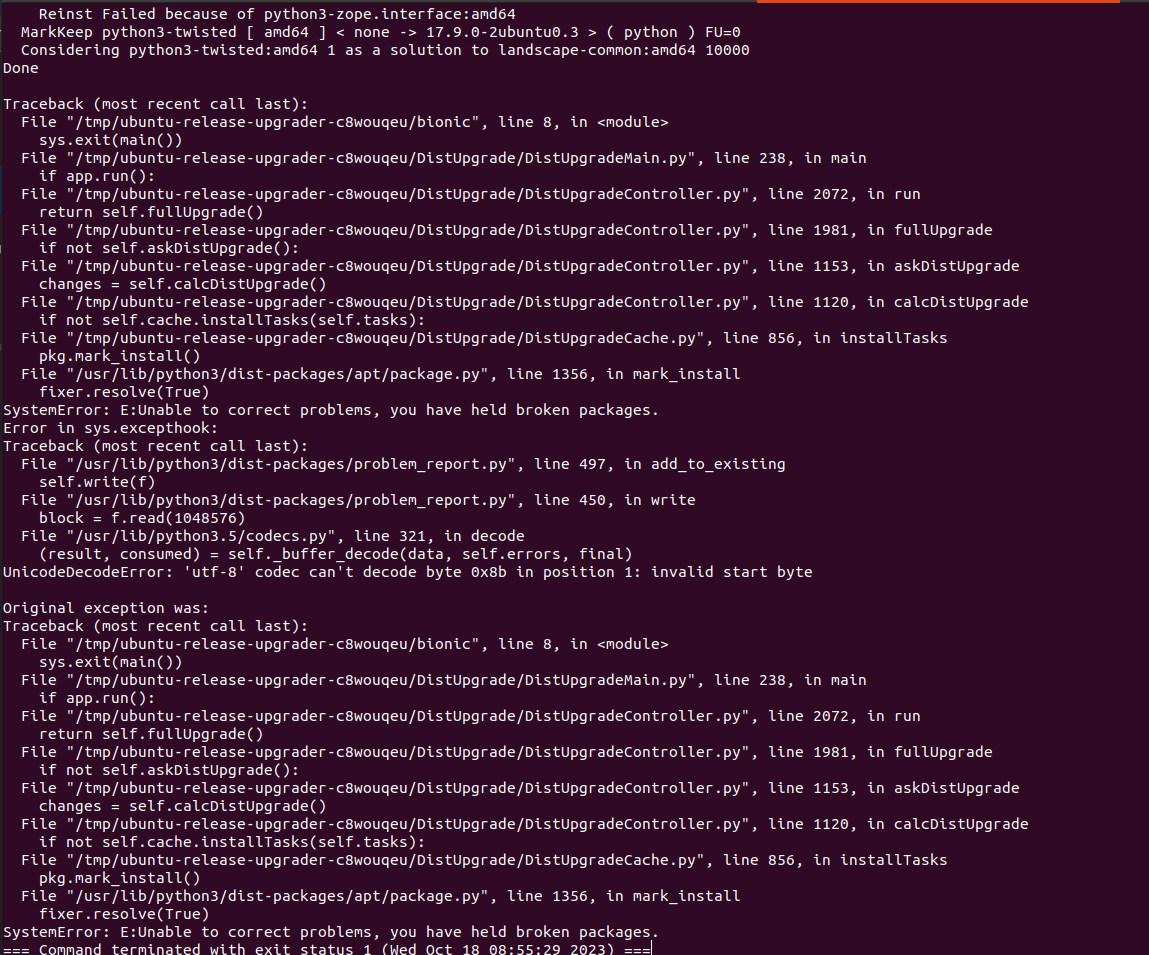 Reinst Failed because of python3-zope.interface:amd64
MarkKeep python3-twisted [ amd64 ] < none -> 17.9.0-2ubuntu0.3 > ( python ) FU=0
Considering python3-twisted:amd64 1 as a solution to landscape-common:amd64 10000
Done
Traceback (most recent call last):
File "/tmp/ubuntu-release-upgrader-c8wouqeu/bionic", line 8, in <module>
sys.exit(main())
File "/tmp/ubuntu-release-upgrader-c8wouqeu/DistUpgrade/DistUpgradeMain.py", line 238, in main
if app.run():
File "/tmp/ubuntu-release-upgrader-c8wouqeu/DistUpgrade/DistUpgradeController.py", line 2072, in run
return self.fullUpgrade()
File "/tmp/ubuntu-release-upgrader-c8wouqeu/DistUpgrade/DistUpgradeController.py", line 1981, in fullUpgrade
if not self.askDistUpgrade():
File "/tmp/ubuntu-release-upgrader-c8wouqeu/DistUpgrade/DistUpgradeController.py", line 1153, in askDistUpgrade
changes = self.calcDistUpgrade()
File "/tmp/ubuntu-release-upgrader-c8wouqeu/DistUpgrade/DistUpgradeController.py", line 1120, in calcDistUpgrade
if not self.cache.installTasks(self.tasks):
File "/tmp/ubuntu-release-upgrader-c8wouqeu/DistUpgrade/DistUpgradeCache.py", line 856, in installTasks
pkg.mark_install()
File "/usr/lib/python3/dist-packages/apt/package.py", line 1356, in mark_install
fixer.resolve(True)
SystemError: E:Unable to correct problems, you have held broken packages.
Error in sys.excepthook:
Traceback (most recent call last):
File "/usr/lib/python3/dist-packages/problem_report.py", line 497, in add_to_existing
self.write(f)
File "/usr/lib/python3/dist-packages/problem_report.py", line 450, in write
block = f.read(1048576)
File "/usr/lib/python3.5/codecs.py", line 321, in decode
(result, consumed) = self._buffer_decode(data, self.errors, final)
UnicodeDecodeError: 'utf-8' codec can't decode byte 0x8b in position 1: invalid start byte
Original exception was:
Traceback (most recent call last):
File "/tmp/ubuntu-release-upgrader-c8wouqeu/bionic", line 8, in <module>
sys.exit(main())
File "/tmp/ubuntu-release-upgrader-c8wouqeu/DistUpgrade/DistUpgradeMain.py", line 238, in main
if app.run():
File "/tmp/ubuntu-release-upgrader-c8wouqeu/DistUpgrade/DistUpgradeController.py", line 2072, in run
return self.fullUpgrade()
File "/tmp/ubuntu-release-upgrader-c8wouqeu/DistUpgrade/DistUpgradeController.py", line 1981, in fullUpgrade
if not self.askDistUpgrade():
File "/tmp/ubuntu-release-upgrader-c8wouqeu/DistUpgrade/DistUpgradeController.py", line 1153, in askDistUpgrade
changes = self.calcDistUpgrade()
File "/tmp/ubuntu-release-upgrader-c8wouqeu/DistUpgrade/DistUpgradeController.py", line 1120, in calcDistUpgrade
if not self.cache.installTasks(self.tasks):
File "/tmp/ubuntu-release-upgrader-c8wouqeu/DistUpgrade/DistUpgradeCache.py", line 856, in installTasks
pkg.mark_install()
File "/usr/lib/python3/dist-packages/apt/package.py", line 1356, in mark_install
fixer.resolve(True)
SystemError: E:Unable to correct problems, you have held broken packages.
=== Command terminated with exit status 1 (Wed Oct 18 08:55:29 2023) ===